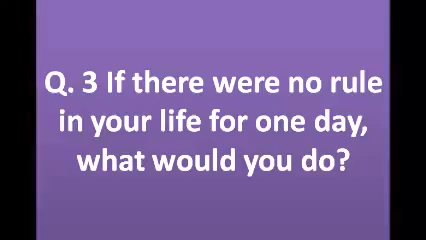 Q. 3 If there were no rule
in your life for one day,
what would you do?